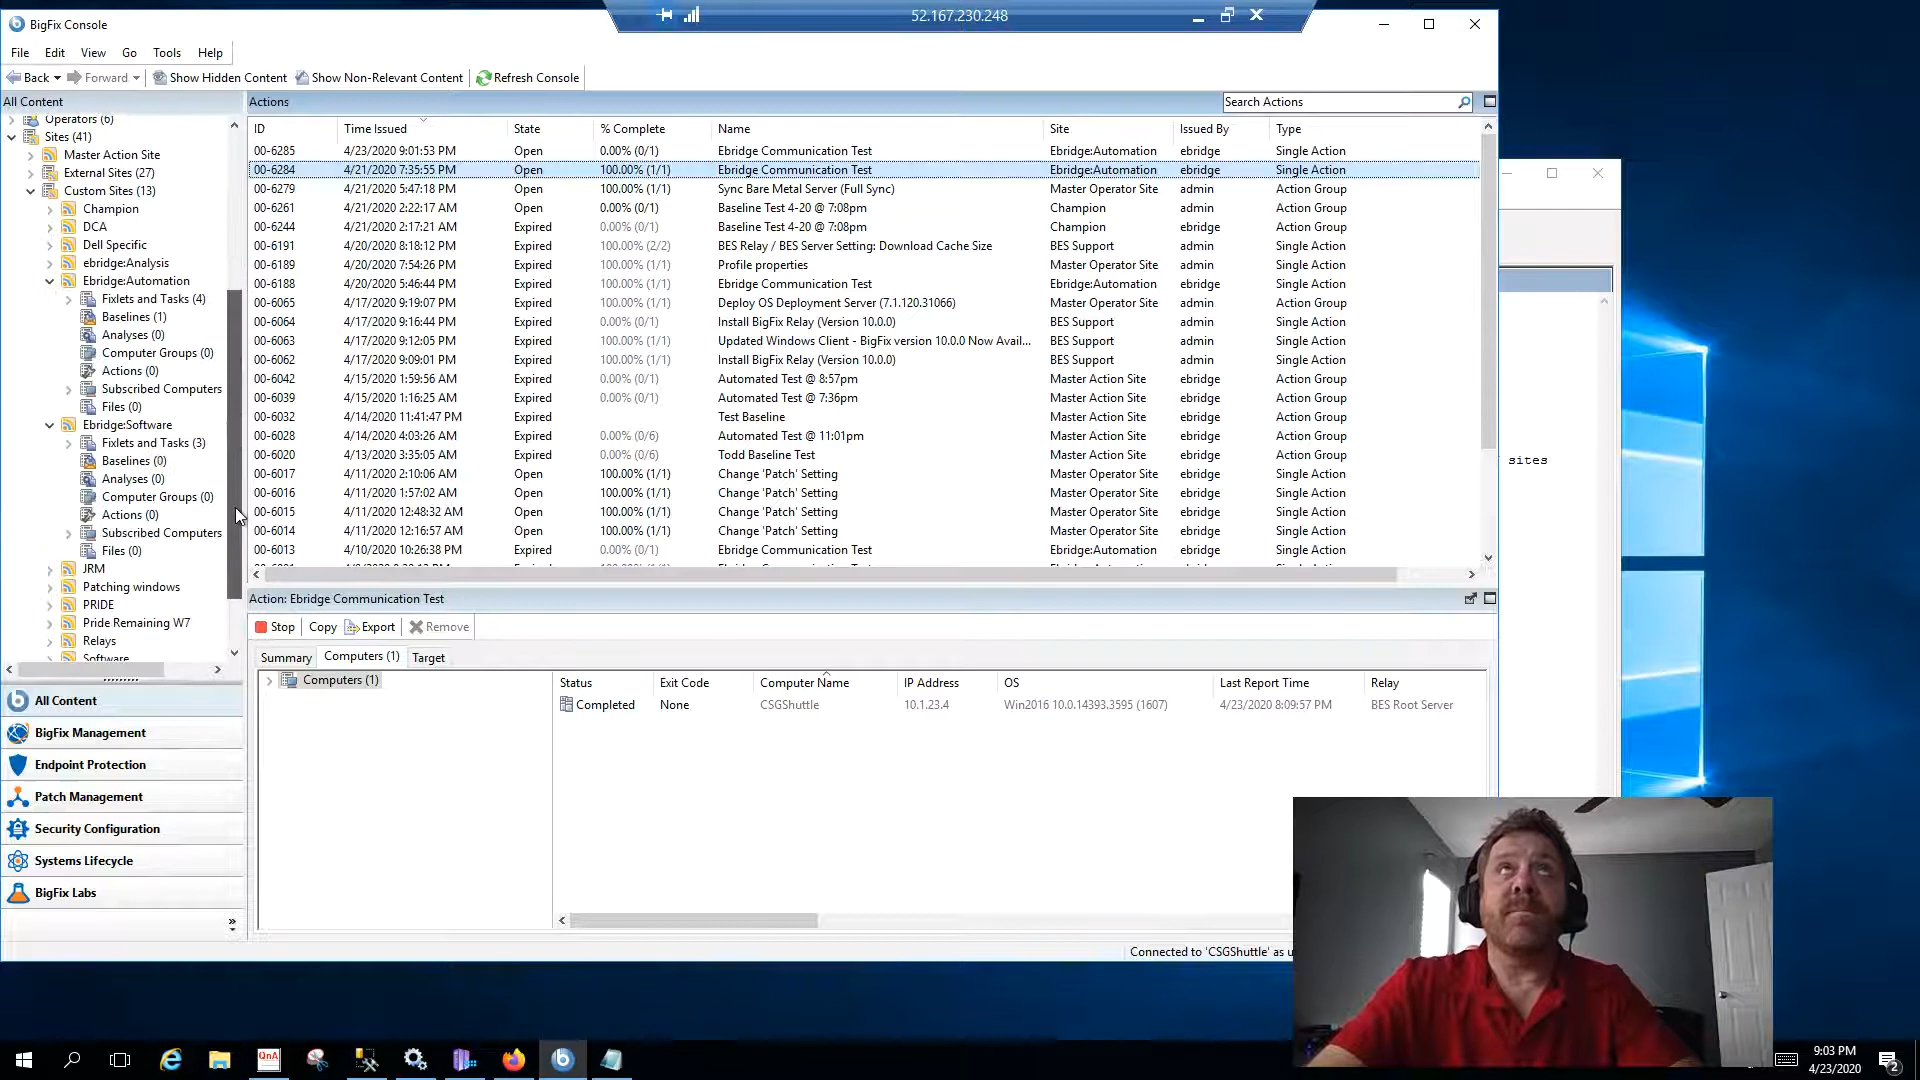 BigFix Console
52.167.230.248
File Edit View Go Tools Help
Back Forward Show Hidden Content Show Non-Relevant Content Refresh Console
All Content
Operators (6)
Sites (41)
Master Action Site
External Sites (27)
Custom Sites (13)
Champion
DCA
Dell Specific
ebridge:Analysis
Ebridge:Automation
Fixlets and Tasks (4)
Baselines (1)
Analyses (0)
Computer Groups (0)
Actions (0)
Subscribed Computers
Files (0)
Ebridge:Software
Fixlets and Tasks (3)
Baselines (0)
Analyses (0)
Computer Groups (0)
Actions (0)
Subscribed Computers
Files (0)
JRM
Patching windows
PRIDE
Pride Remaining W7
Relays
Software
All Content
BigFix Management
Endpoint Protection
Patch Management
Security Configuration
Systems Lifecycle
BigFix Labs
Actions Search Actions
ID Time Issued State % Complete Name Site Issued By Type
00-6285 4/23/2020 9:01:53 PM Open 0.00% (0/1) Ebridge Communication Test Ebridge:Automation ebridge Single Action
00-6284 4/21/2020 7:35:55 PM Open 100.00% (1/1) Ebridge Communication Test Ebridge:Automation ebridge Single Action
00-6279 4/21/2020 5:47:18 PM Open 100.00% (1/1) Sync Bare Metal Server (Full Sync) Master Operator Site admin Action Group
00-6261 4/21/2020 2:22:17 AM Open 0.00% (0/1) Baseline Test 4-20 @ 7:08pm Champion admin Action Group
00-6244 4/21/2020 2:17:21 AM Expired 0.00% (0/1) Baseline Test 4-20 @ 7:08pm Champion ebridge Action Group
00-6191 4/20/2020 8:18:12 PM Expired 100.00% (2/2) BES Relay / BES Server Setting: Download Cache Size BES Support admin Single Action
00-6189 4/20/2020 7:54:26 PM Expired 100.00% (1/1) Profile properties Master Operator Site admin Single Action
00-6188 4/20/2020 5:46:44 PM Expired 100.00% (1/1) Ebridge Communication Test Ebridge:Automation ebridge Single Action
00-6065 4/17/2020 9:19:07 PM Expired 100.00% (1/1) Deploy OS Deployment Server (7.1.120.31066) Master Operator Site admin Single Action
00-6064 4/17/2020 9:16:44 PM Expired 0.00% (0/1) Install BigFix Relay (Version 10.0.0) BES Support admin Single Action
00-6063 4/17/2020 9:12:05 PM Expired 100.00% (1/1) Updated Windows Client - BigFix version 10.0.0 Now Avail... BES Support admin Single Action
00-6062 4/17/2020 9:09:01 PM Expired 100.00% (1/1) Install BigFix Relay (Version 10.0.0) BES Support admin Single Action
00-6042 4/15/2020 1:59:56 AM Expired 0.00% (0/1) Automated Test @ 8:57pm Master Action Site ebridge Action Group
00-6039 4/15/2020 1:16:25 AM Expired 0.00% (0/1) Automated Test @ 7:36pm Master Action Site ebridge Action Group
00-6032 4/14/2020 11:41:47 PM Expired Test Baseline Master Action Site ebridge Action Group
00-6028 4/14/2020 4:03:26 AM Expired 0.00% (0/6) Automated Test @ 11:01pm Master Action Site ebridge Action Group
00-6020 4/13/2020 3:35:05 AM Expired 0.00% (0/6) Todd Baseline Test Master Action Site ebridge Action Group
00-6017 4/11/2020 2:10:06 AM Open 100.00% (1/1) Change 'Patch' Setting Master Operator Site ebridge Single Action
00-6016 4/11/2020 1:57:02 AM Open 100.00% (1/1) Change 'Patch' Setting Master Operator Site ebridge Single Action
00-6015 4/11/2020 12:48:32 AM Open 100.00% (1/1) Change 'Patch' Setting Master Operator Site ebridge Single Action
00-6014 4/11/2020 12:16:57 AM Open 100.00% (1/1) Change 'Patch' Setting Master Operator Site ebridge Single Action
00-6013 4/10/2020 10:26:38 PM Expired 0.00% (0/1) Ebridge Communication Test Ebridge:Automation ebridge Single Action
Action: Ebridge Communication Test
Stop Copy Export Remove
Summary Computers (1) Target
Computers (1)
Status Exit Code Computer Name IP Address OS Last Report Time Relay
Completed None CSGShuttle 10.1.23.4 Win2016 10.0.14393.3595 (1607) 4/23/2020 8:09:57 PM BES Root Server
Connected to 'CSGShuttle' as u
sites
QnA
9:03 PM
4/23/2020
2